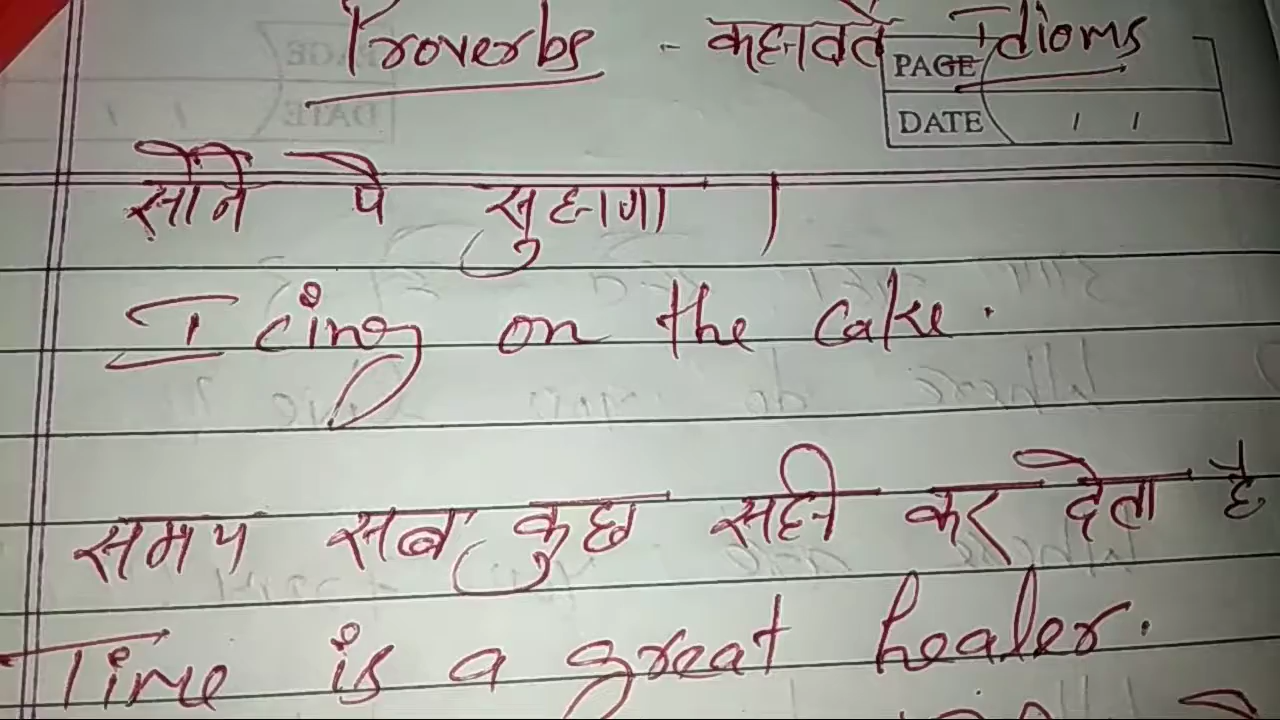 Proverbs - कहावतें Idioms
PAGE
DATE / /
सोने पे सुहागा ।
Icing on the cake.
समय सब कुछ सही कर देता है
Time is a great healer.